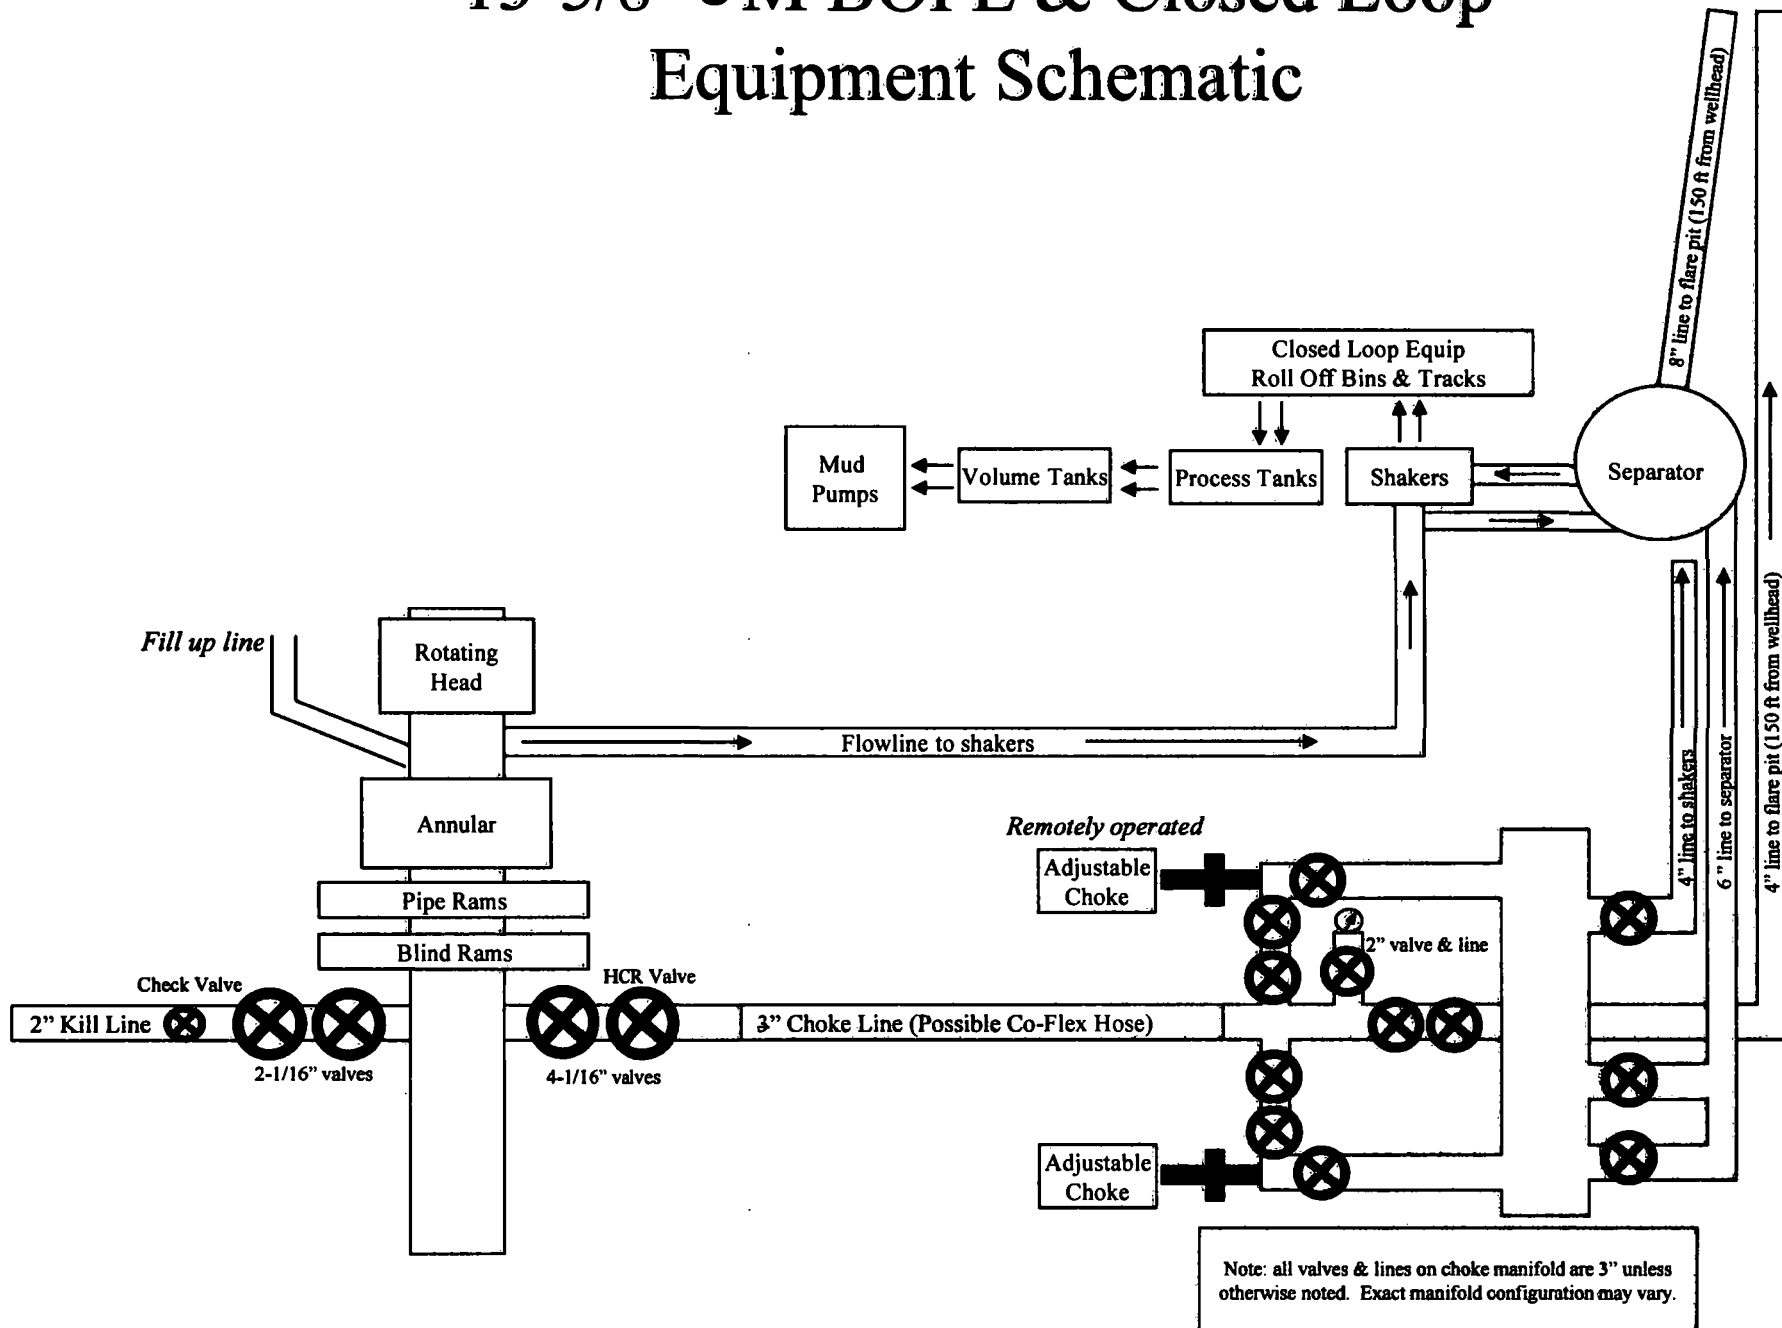 BOPE & Closed Loop
Equipment Schematic
8” line to flare pit (150 ft from wellhead)
Closed Loop Equip
Roll Off Bins & Tracks
Mud
Pumps
Volume Tanks
Process Tanks
Shakers
Separator
Fill up line
Rotating
Head
Flowline to shakers
4” line to shakers
6” line to separator
4” line to flare pit (150 ft from wellhead)
Annular
Remotely operated
Adjustable
Choke
Pipe Rams
Blind Rams
2” valve & line
Check Valve
HCR Valve
2” Kill Line
3” Choke Line (Possible Co-Flex Hose)
2-1/16” valves
4-1/16” valves
Adjustable
Choke
Note: all valves & lines on choke manifold are 3” unless
otherwise noted. Exact manifold configuration may vary.